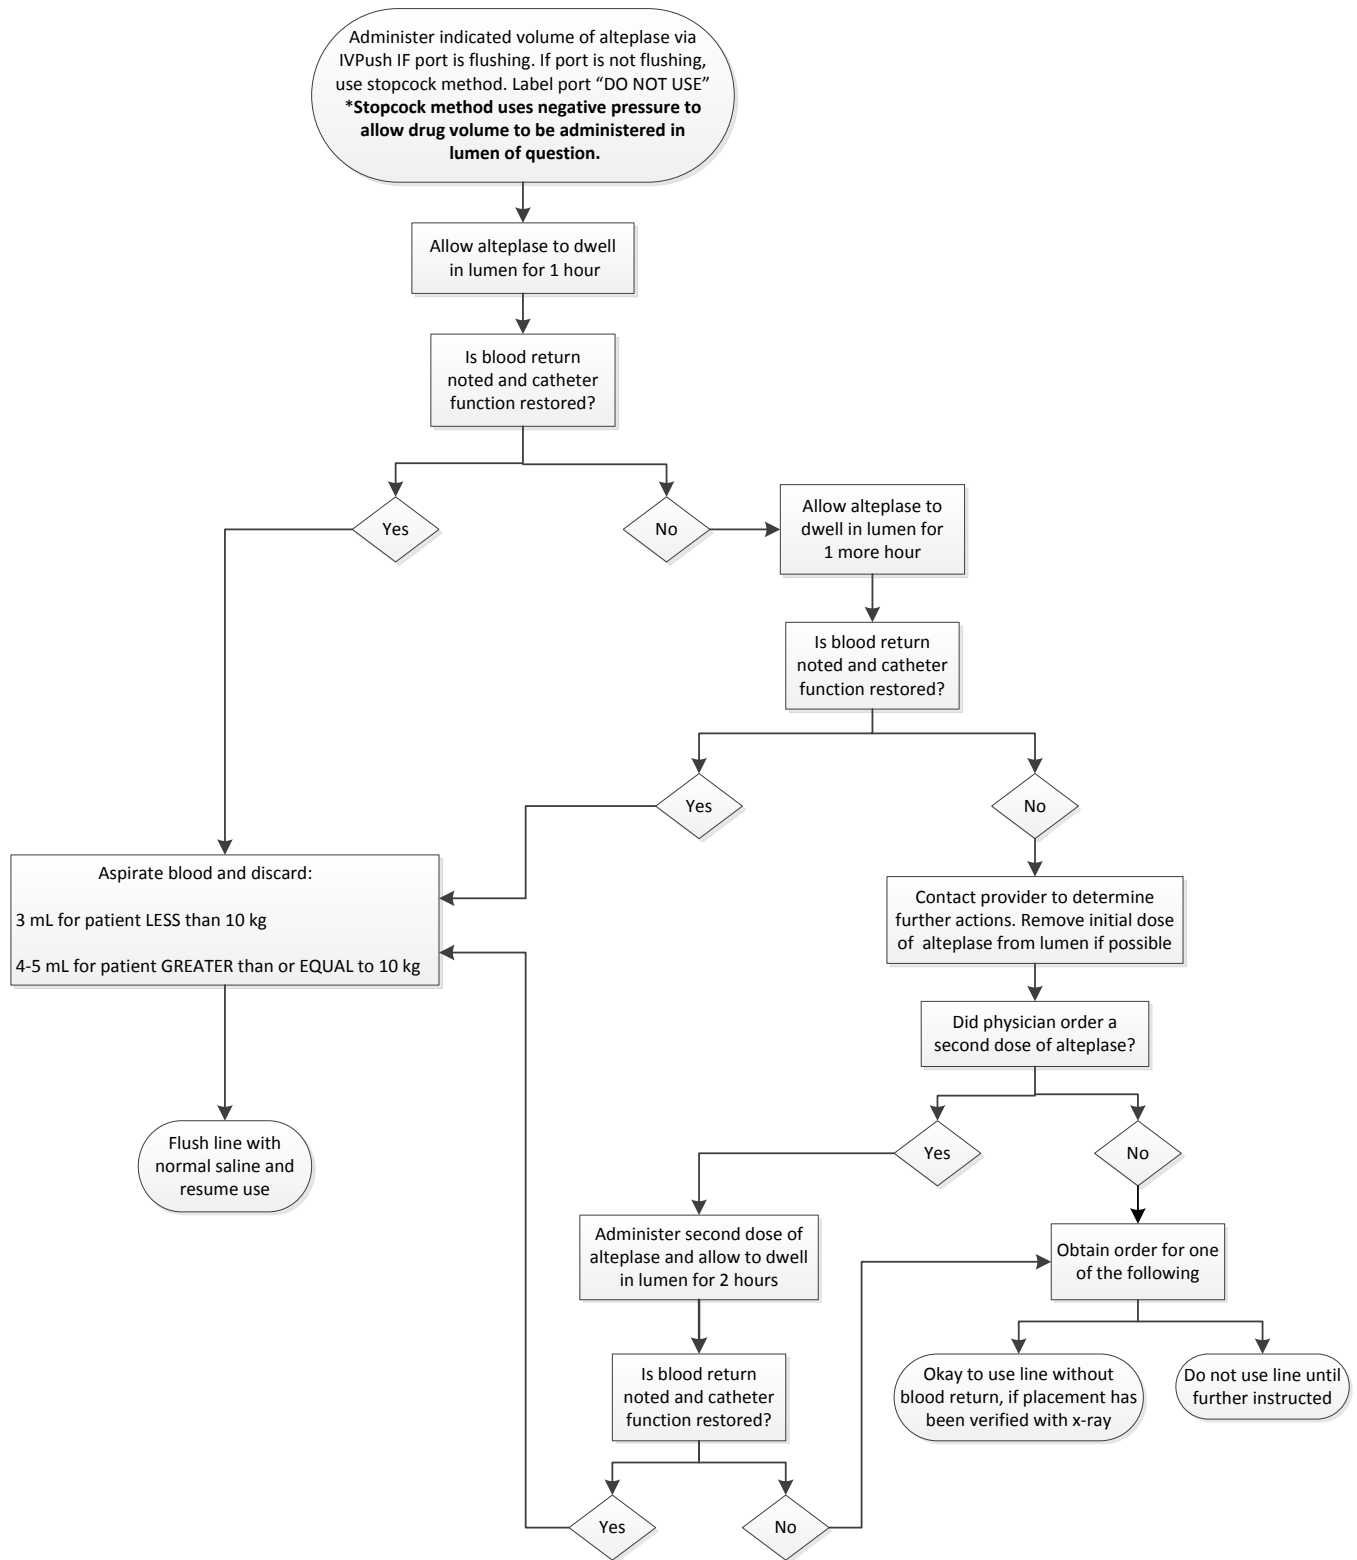 Administer indicated volume of alteplase via
IVPush IF port is flushing. If port is not flushing,
use stopcock method. Label port “DO NOT USE”
*Stopcock method uses negative pressure to
allow drug volume to be administered in
lumen of question.
Allow alteplase to dwell
in lumen for 1 hour
Is blood return
noted and catheter
function restored?
Yes
No
Allow alteplase to
dwell in lumen for
1 more hour
Is blood return
noted and catheter
function restored?
Yes
No
Aspirate blood and discard:
3 mL for patient LESS than 10 kg
4-5 mL for patient GREATER than or EQUAL to 10 kg
Contact provider to determine
further actions. Remove initial dose
of alteplase from lumen if possible
Did physician order a
second dose of alteplase?
Flush line with
normal saline and
resume use
Yes
No
Administer second dose of
alteplase and allow to dwell
in lumen for 2 hours
Obtain order for one
of the following
Is blood return
noted and catheter
function restored?
Okay to use line without
blood return, if placement has
been verified with x-ray
Do not use line until
further instructed
Yes
No